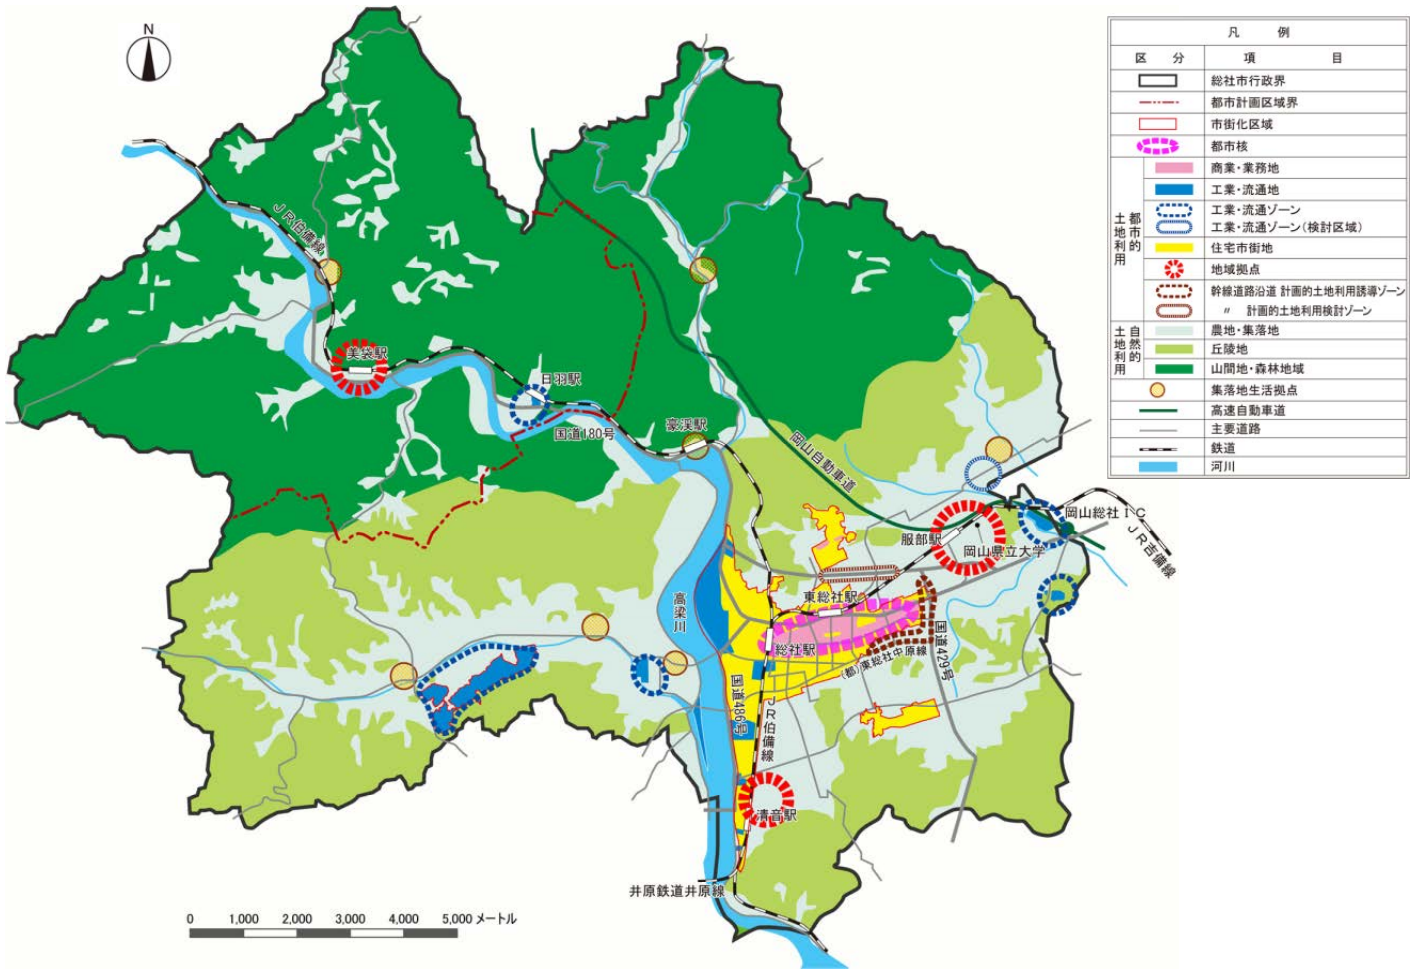 N
凡 例
区 分 項 目
総社市行政界
都市計画区域界
市街化区域
都市核
都市的土地利用
商業・業務地
工業・流通地
工業・流通ゾーン
工業・流通ゾーン(検討区域)
住宅市街地
地域拠点
幹線道路沿道 計画的土地利用誘導ゾーン
〃 計画的土地利用検討ゾーン
自然的土地利用
農地・集落地
丘陵地
山間地・森林地域
集落地生活拠点
高速自動車道
主要道路
鉄道
河川
JR伯備線
美袋駅
日羽駅
国道180号
豪渓駅
岡山自動車道
岡山総社IC
服部駅
岡山県立大学
JR吉備線
東総社駅
高梁川
総社駅
(都)東総社中原線
国道429号
国道486号
JR伯備線
清音駅
井原鉄道井原線
0 1,000 2,000 3,000 4,000 5,000 メートル